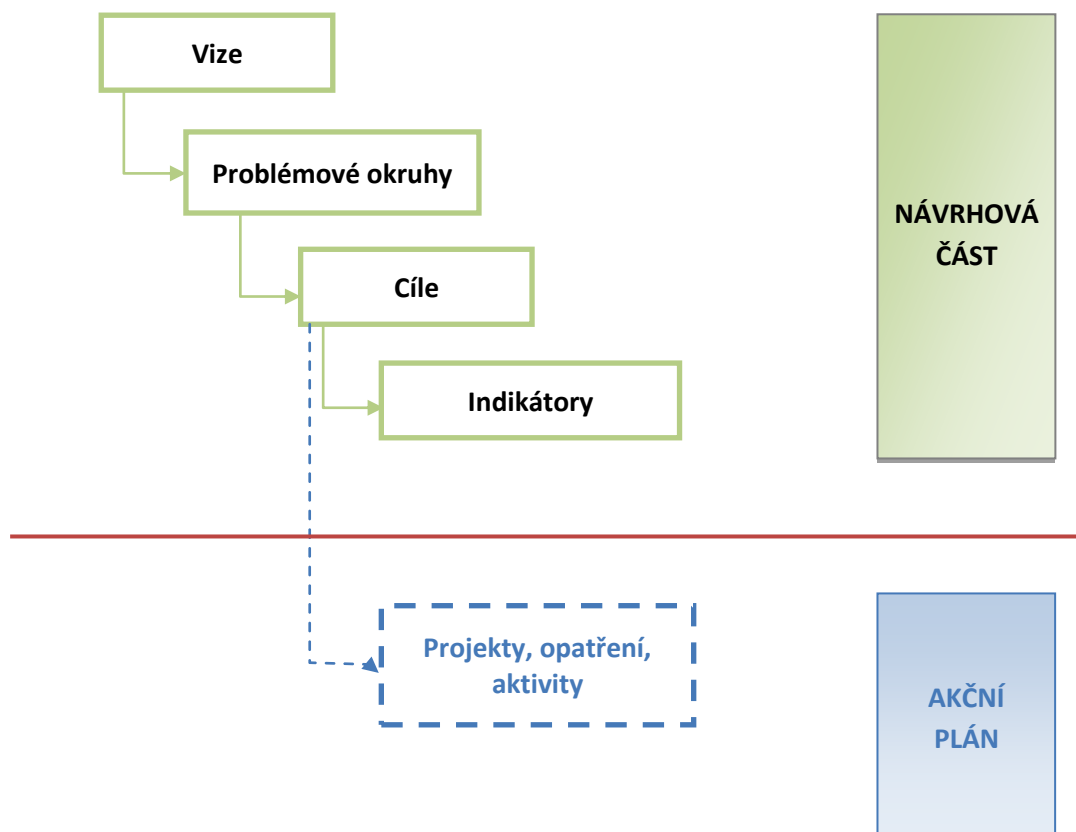 Vize
Problémové okruhy
NÁVRHOVÁ
ČÁST
Cíle
Indikátory
Projekty, opatření,
aktivity
AKČNÍ
PLÁN